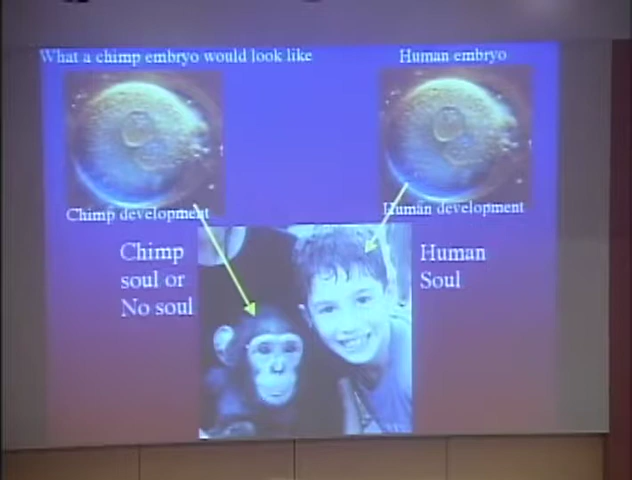 What a chimp embryo would look like
Human embryo
Chimp development
Human development
Chimp
soul or
No soul
Human
Soul